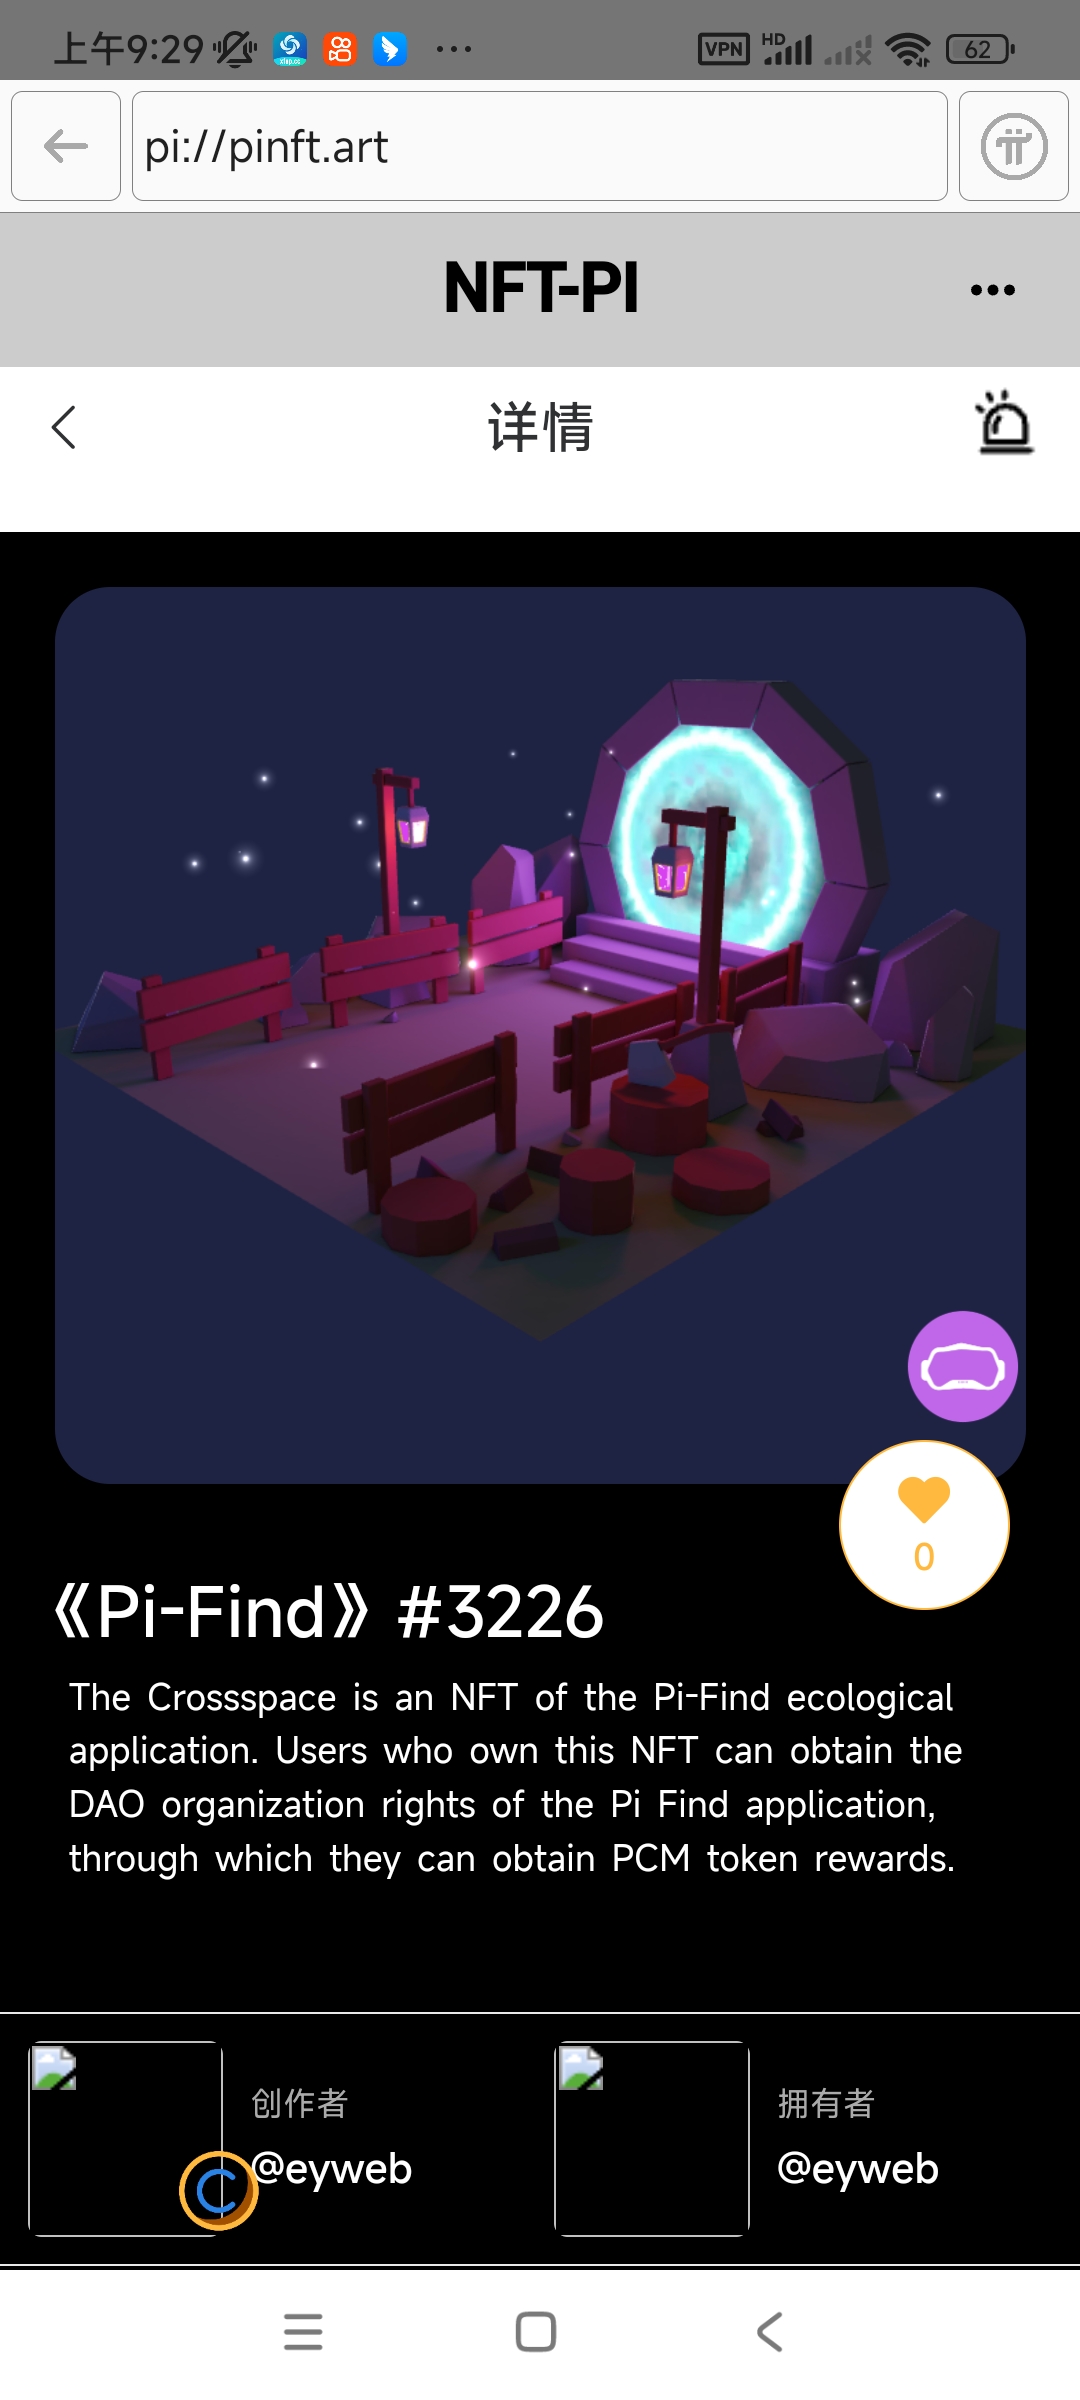 上午9:29
VPN HD 62
pi://pinft.art
NFT-PI
详情
0
《Pi-Find》 #3226
The Crossspace is an NFT of the Pi-Find ecological
application. Users who own this NFT can obtain the
DAO organization rights of the Pi Find application,
through which they can obtain PCM token rewards.
创作者
@eyweb
拥有者
@eyweb